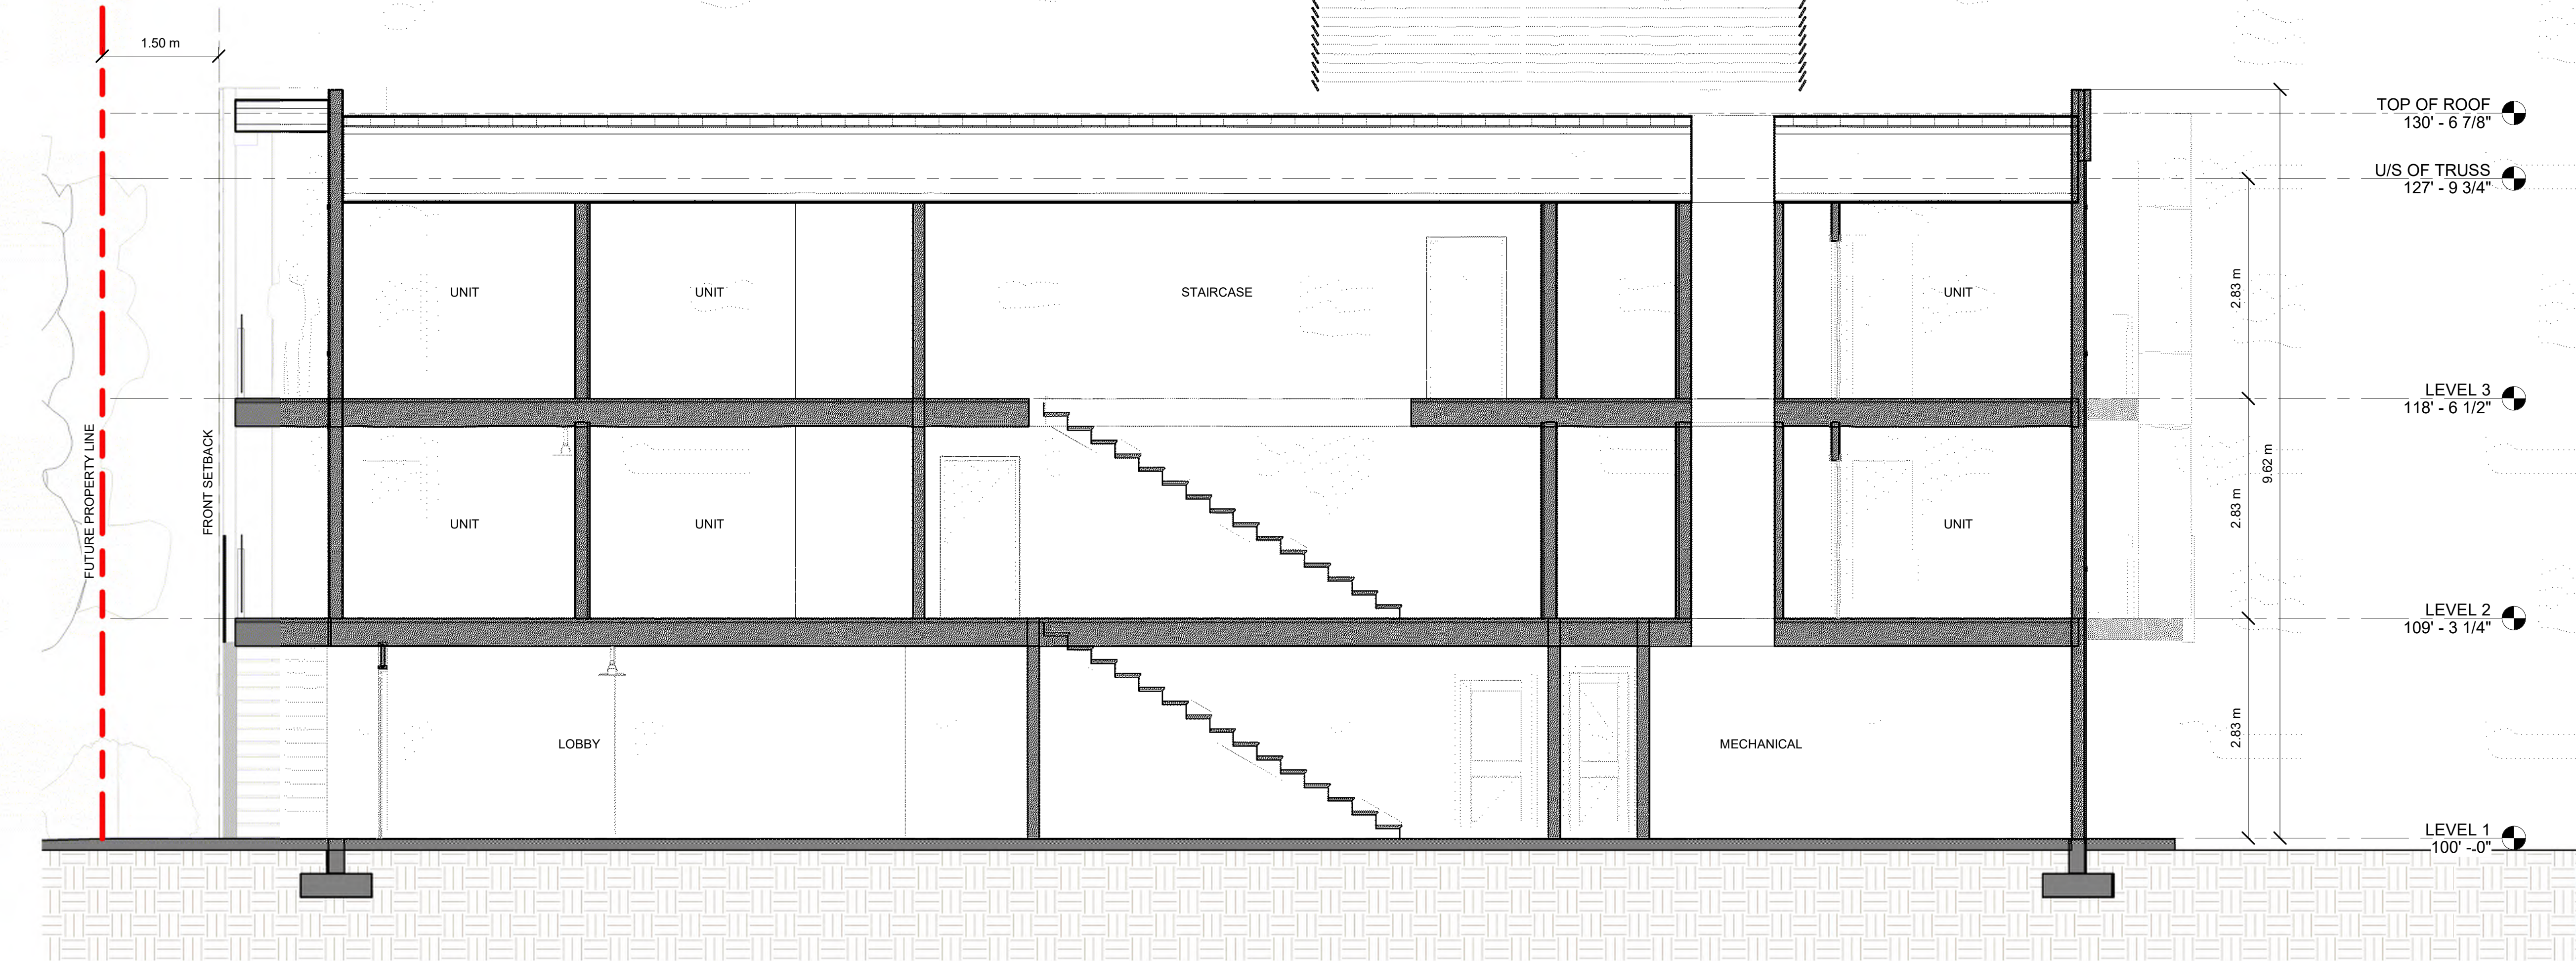 1.50 m
TOP OF ROOF
130' - 6 7/8"
U/S OF TRUSS
127' - 9 3/4"
UNIT
UNIT
STAIRCASE
UNIT
2.83 m
LEVEL 3
118' - 6 1/2"
FUTURE PROPERTY LINE
FRONT SETBACK
9.62 m
UNIT
UNIT
UNIT
2.83 m
LEVEL 2
109' - 3 1/4"
LOBBY
MECHANICAL
2.83 m
LEVEL 1
100' - 0"